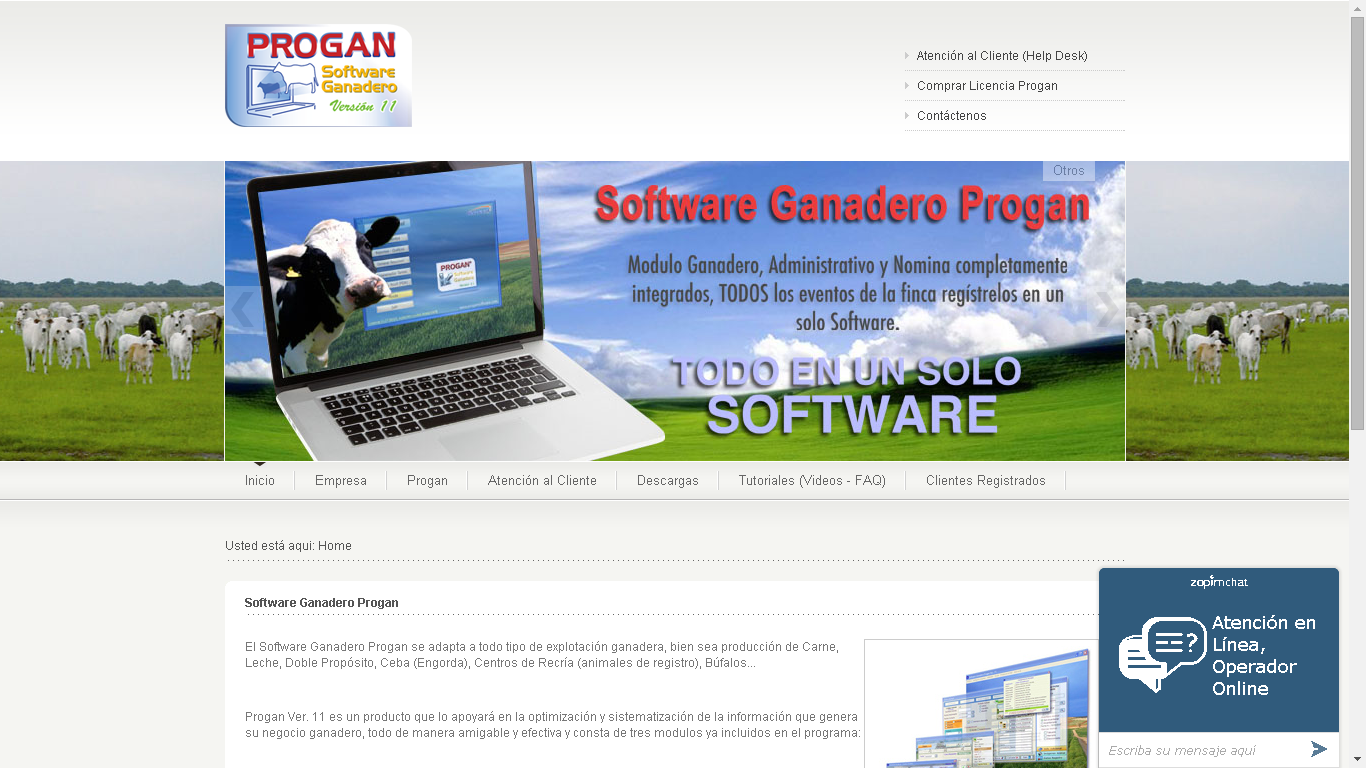 PROGAN
Software
Ganadero
Versión 11
Atención al Cliente (Help Desk)
Comprar Licencia Progan
Contáctenos
Otros
Software Ganadero Progan
Modulo Ganadero, Administrativo y Nomina completamente
integrados, TODOS los eventos de la finca regístrelos en un
solo Software.
TODO EN UN SOLO
SOFTWARE
PROGAN
Software
Ganadero
Inicio
Empresa
Progan
Atención al Cliente
Descargas
Tutoriales (Videos - FAQ)
Clientes Registrados
Usted está aqui: Home
Software Ganadero Progan
El Software Ganadero Progan se adapta a todo tipo de explotación ganadera, bien sea producción de Carne,
Leche, Doble Propósito, Ceba (Engorda), Centros de Recría (animales de registro), Búfalos...
Progan Ver. 11 es un producto que lo apoyará en la optimización y sistematización de la información que genera
su negocio ganadero, todo de manera amigable y efectiva y consta de tres modulos ya incluidos en el programa:
zopim chat
Atención en
Línea,
Operador
Online
Escriba su mensaje aquí